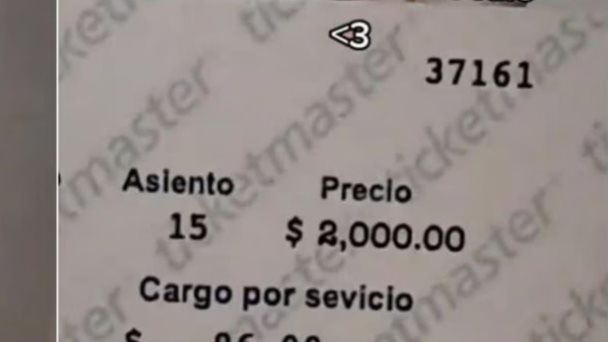 <3
37161
Asiento Precio
15 $ 2,000.00
Cargo por sevicio
$